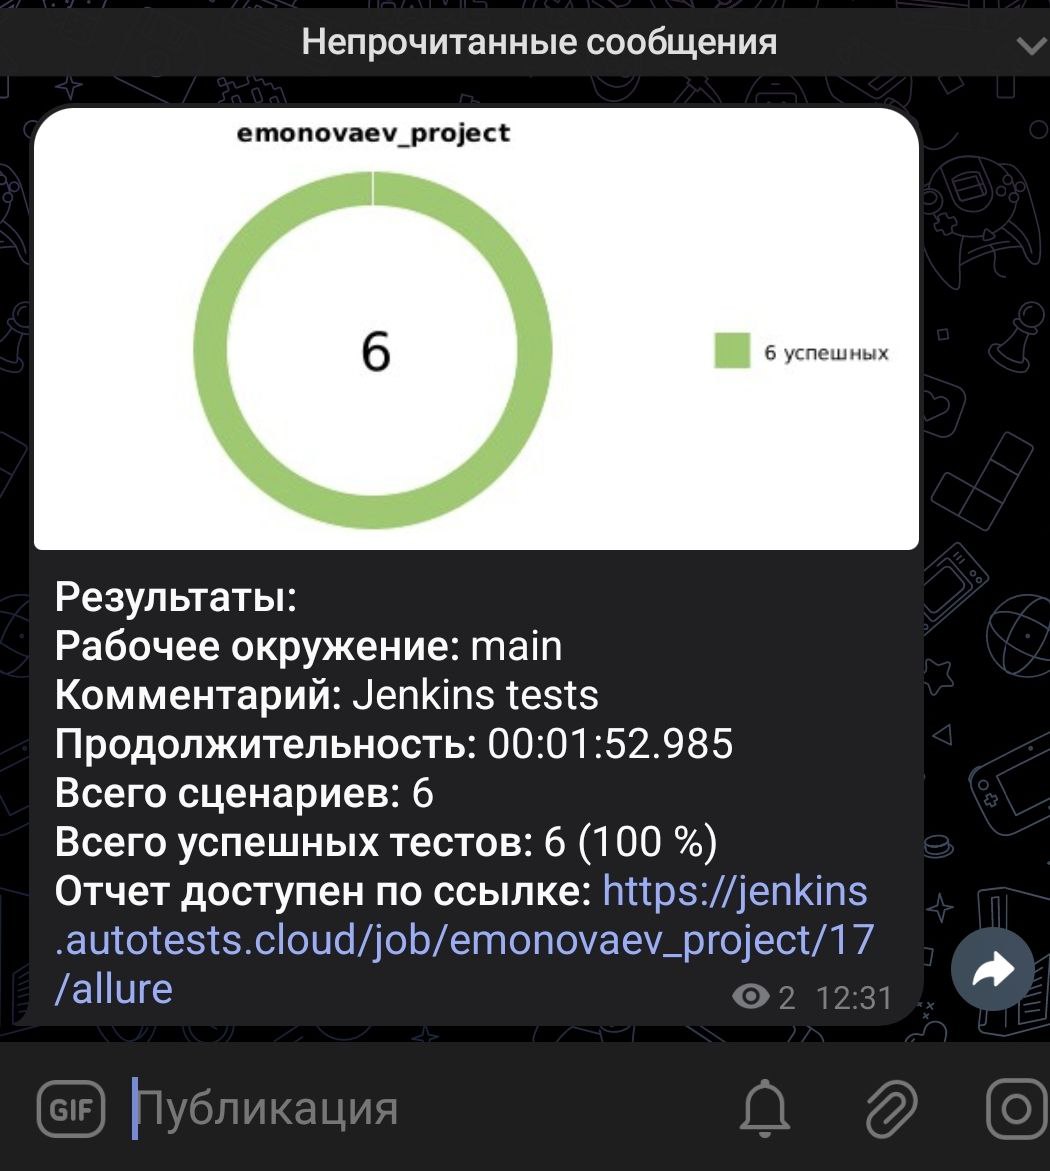 Непрочитанные сообщения
emonovaev_project
6
6 успешных
Результаты:
Рабочее окружение: main
Комментарий: Jenkins tests
Продолжительность: 00:01:52.985
Всего сценариев: 6
Всего успешных тестов: 6 (100 %)
Отчет доступен по ссылке: https://jenkins
.autotests.cloud/job/emonovaev_project/17
/allure
2 12:31
GIF Публикация